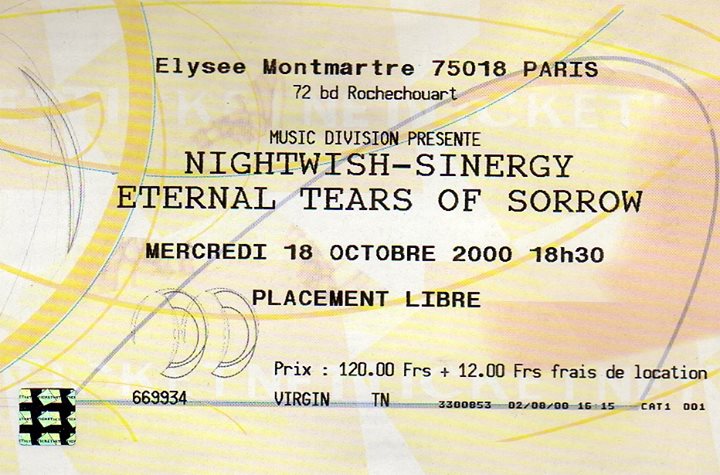 Elysee Montmartre 75018 PARIS
72 bd Rochechouart
MUSIC DIVISION PRESENTE
NIGHTWISH-SINERGY
ETERNAL TEARS OF SORROW
MERCREDI 18 OCTOBRE 2000 18h30
PLACEMENT LIBRE
Prix : 120.00 Frs + 12.00 Frs frais de location
669934 VIRGIN TN 3300853 02/08/00 16 15 CAT1 001